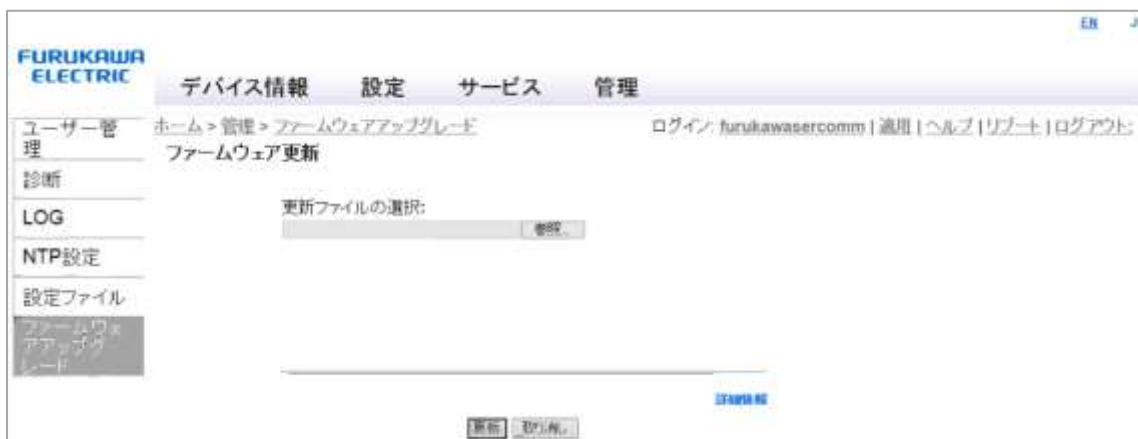 EN
FURUKAWA
ELECTRIC
デバイス情報 設定 サービス 管理
ホーム > 管理 > ファームウェアアップグレード
ログイン: furukawasercomm | 適用 | ヘルプ | リブート | ログアウト:
ユーザー管
理
診断
LOG
NTP設定
設定ファイル
ファームウェ
アアップグ
レード
ファームウェア更新
更新ファイルの選択:
参照..
詳細情報
更新 取り消し